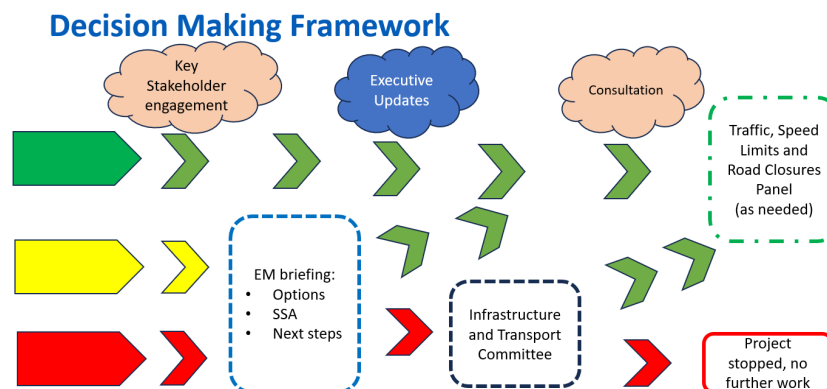 Decision Making Framework
Key
Stakeholder
engagement
Executive
Updates
Consultation
Traffic, Speed
Limits and
Road Closures
Panel
(as needed)
EM briefing:
• Options
• SSA
• Next steps
Infrastructure
and Transport
Committee
Project
stopped, no
further work